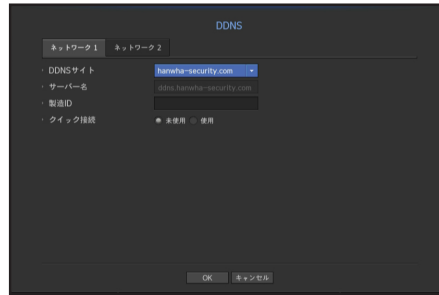 DDNS
ネットワーク 1 ネットワーク 2
・ DDNSサイト hanwha-security.com
・ サーバー名 ddns.hanwha-security.com
・ 製造ID
・ クイック接続 未使用 使用
OK キャンセル